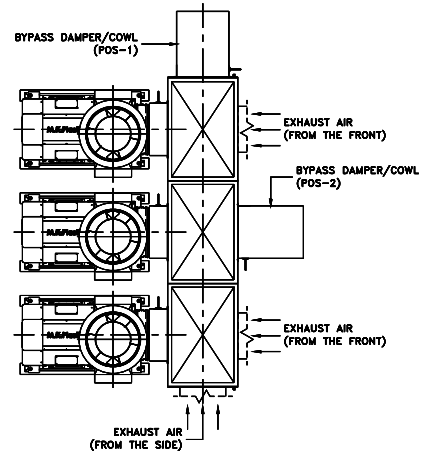 BYPASS DAMPER/COWL
(POS-1)
EXHAUST AIR
(FROM THE FRONT)
BYPASS DAMPER/COWL
(POS-2)
EXHAUST AIR
(FROM THE FRONT)
EXHAUST AIR
(FROM THE SIDE)